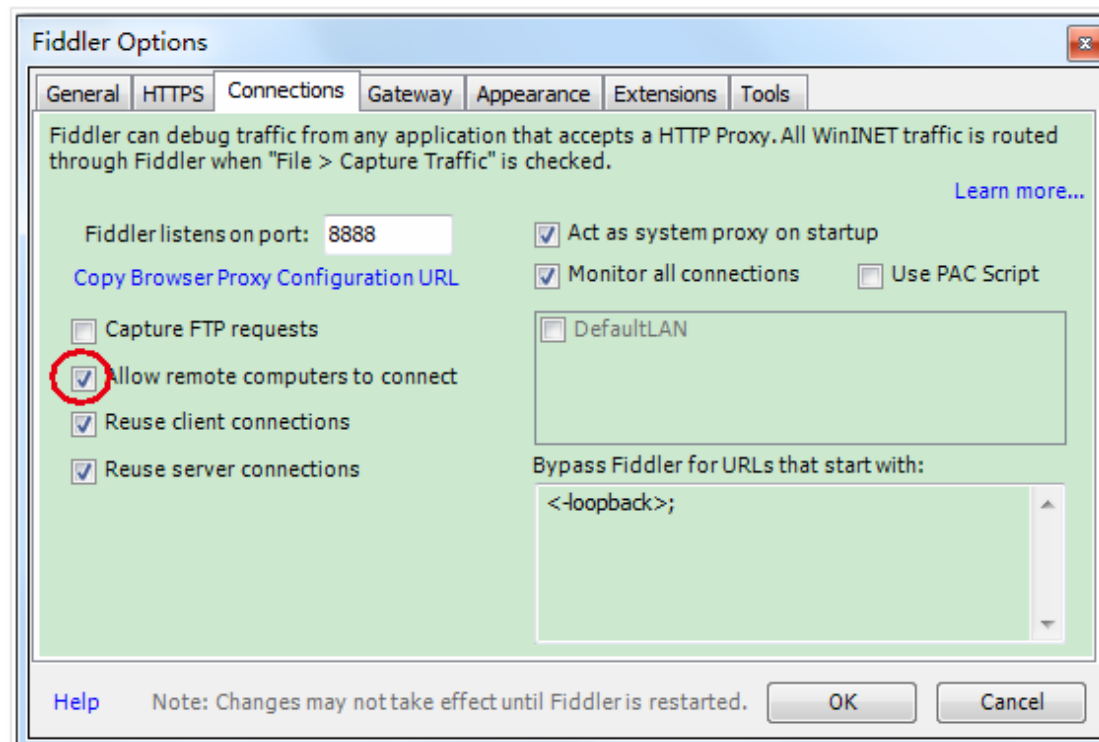 Fiddler Options
General HTTPS Connections Gateway Appearance Extensions Tools
Fiddler can debug traffic from any application that accepts a HTTP Proxy. All WinINET traffic is routed
through Fiddler when "File > Capture Traffic" is checked.
Learn more...
Fiddler listens on port: 8888
Copy Browser Proxy Configuration URL
Capture FTP requests
Allow remote computers to connect
Reuse client connections
Reuse server connections
Act as system proxy on startup
Monitor all connections Use PAC Script
DefaultLAN
Bypass Fiddler for URLs that start with:
<-loopback>;
Help Note: Changes may not take effect until Fiddler is restarted. OK Cancel